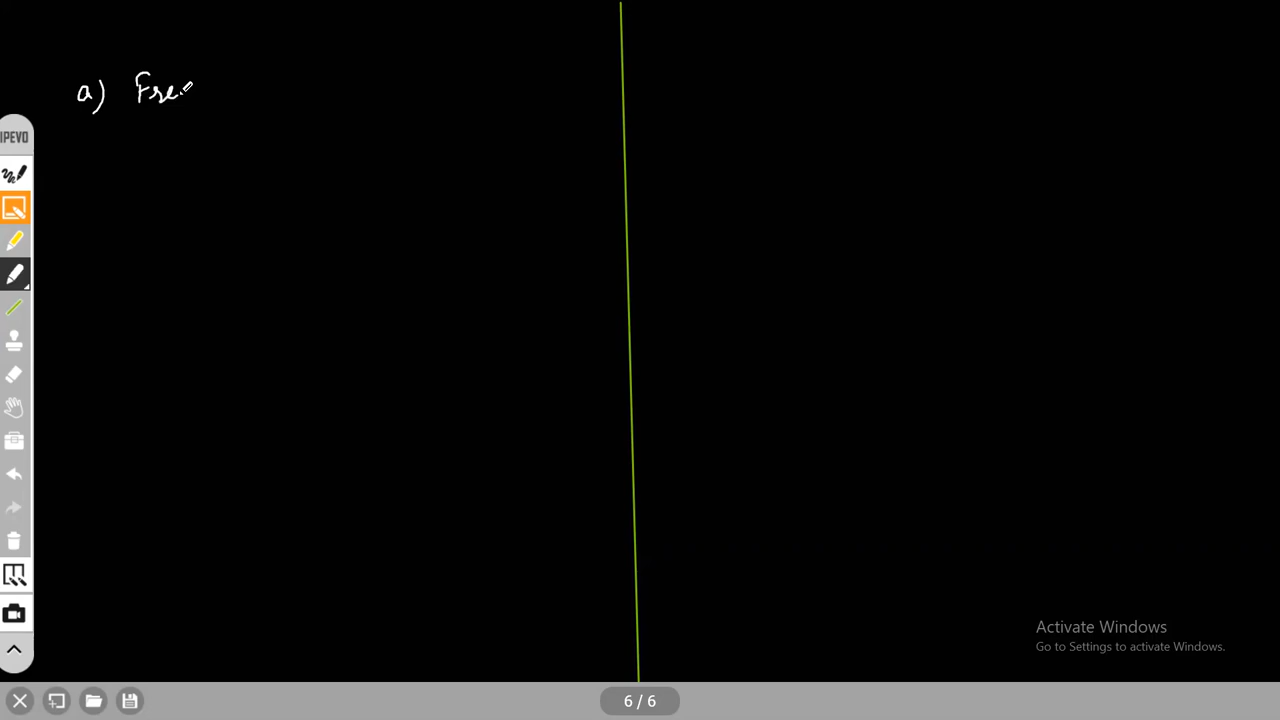 a) Fre
IPEVO
Activate Windows
Go to Settings to activate Windows.
6 / 6